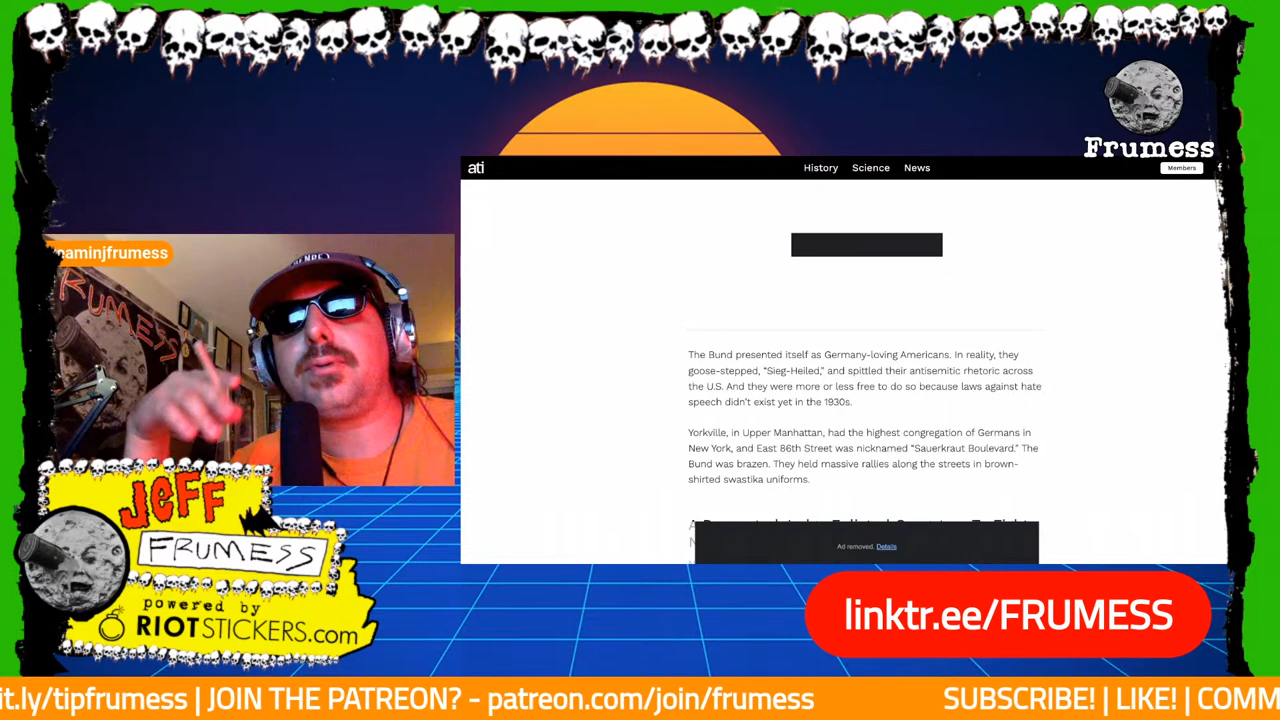 Frumess
ati
History Science News
Members
f
aminjfrumess
FRUMESS
The Bund presented itself as Germany-loving Americans. In reality, they
goose-stepped, “Sieg-Heiled,” and spittled their antisemitic rhetoric across
the U.S. And they were more or less free to do so because laws against hate
speech didn’t exist yet in the 1930s.
Yorkville, in Upper Manhattan, had the highest congregation of Germans in
New York, and East 86th Street was nicknamed “Sauerkraut Boulevard.” The
Bund was brazen. They held massive rallies along the streets in brown-
shirted swastika uniforms.
Ad removed. Details
JEFF
FRUMESS
powered by
RIOTSTICKERS.com
linktr.ee/FRUMESS
it.ly/tipfrumess | JOIN THE PATREON? - patreon.com/join/frumess SUBSCRIBE! | LIKE! | COMM